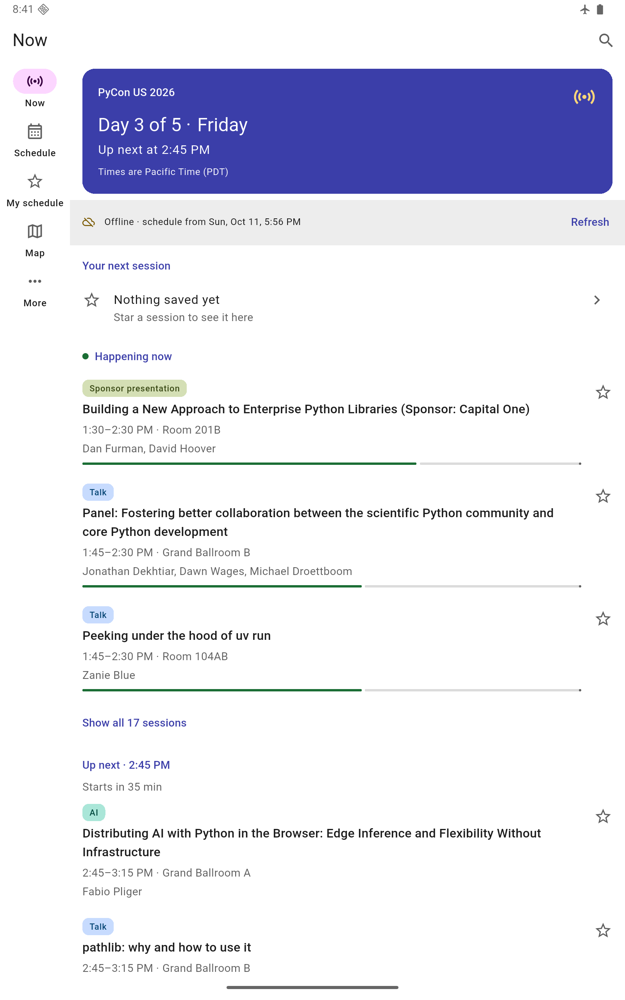 8:41
Now
Now
Schedule
My schedule
Map
More
PyCon US 2026
Day 3 of 5 · Friday
Up next at 2:45 PM
Times are Pacific Time (PDT)
Offline · schedule from Sun, Oct 11, 5:56 PM
Refresh
Your next session
Nothing saved yet
Star a session to see it here
Happening now
Sponsor presentation
Building a New Approach to Enterprise Python Libraries (Sponsor: Capital One)
1:30–2:30 PM · Room 201B
Dan Furman, David Hoover
Talk
Panel: Fostering better collaboration between the scientific Python community and
core Python development
1:45–2:30 PM · Grand Ballroom B
Jonathan Dekhtiar, Dawn Wages, Michael Droettboom
Talk
Peeking under the hood of uv run
1:45–2:30 PM · Room 104AB
Zanie Blue
Show all 17 sessions
Up next · 2:45 PM
Starts in 35 min
AI
Distributing AI with Python in the Browser: Edge Inference and Flexibility Without
Infrastructure
2:45–3:15 PM · Grand Ballroom A
Fabio Pliger
Talk
pathlib: why and how to use it
2:45–3:15 PM · Grand Ballroom B